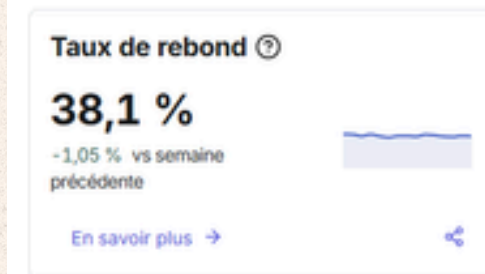 Taux de rebond
38,1 %
-1,05 % vs semaine
précédente
En savoir plus →